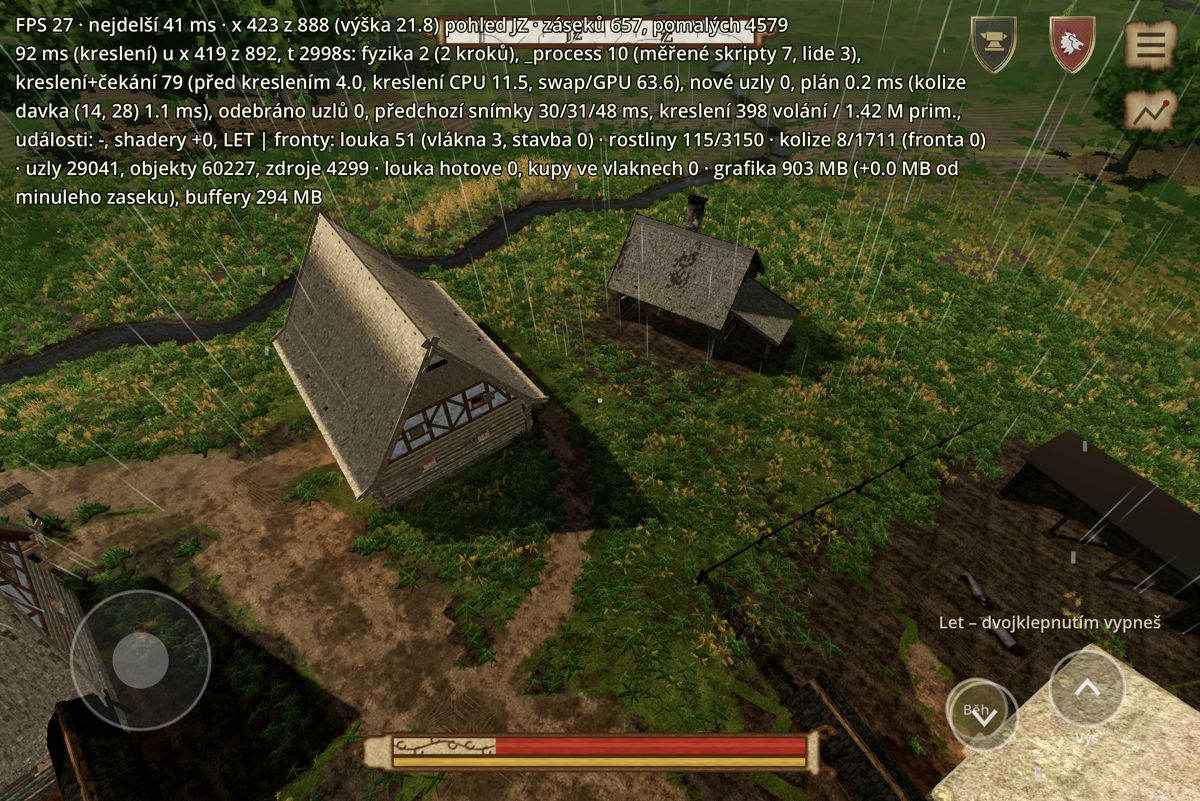 FPS 27 · nejdelší 41 ms · x 423 z 888 (výška 21.8) pohled JZ · záseků 657, pomalých 4579
92 ms (kreslení) u x 419 z 892, t 2998s: fyzika 2 (2 kroků), _process 10 (měřené skripty 7, lide 3),
kreslení+čekání 79 (před kreslením 4.0, kreslení CPU 11.5, swap/GPU 63.6), nové uzly 0, plán 0.2 ms (kolize
davka (14, 28) 1.1 ms), odebráno uzlů 0, předchozí snímky 30/31/48 ms, kreslení 398 volání / 1.42 M prim.,
události: -, shadery +0, LET | fronty: louka 51 (vlákna 3, stavba 0) · rostliny 115/3150 · kolize 8/1711 (fronta 0)
· uzly 29041, objekty 60227, zdroje 4299 · louka hotove 0, kupy ve vlaknech 0 · grafika 903 MB (+0.0 MB od
minuleho zaseku), buffery 294 MB
Let – dvojklepnutím vypneš
Běh
Výš